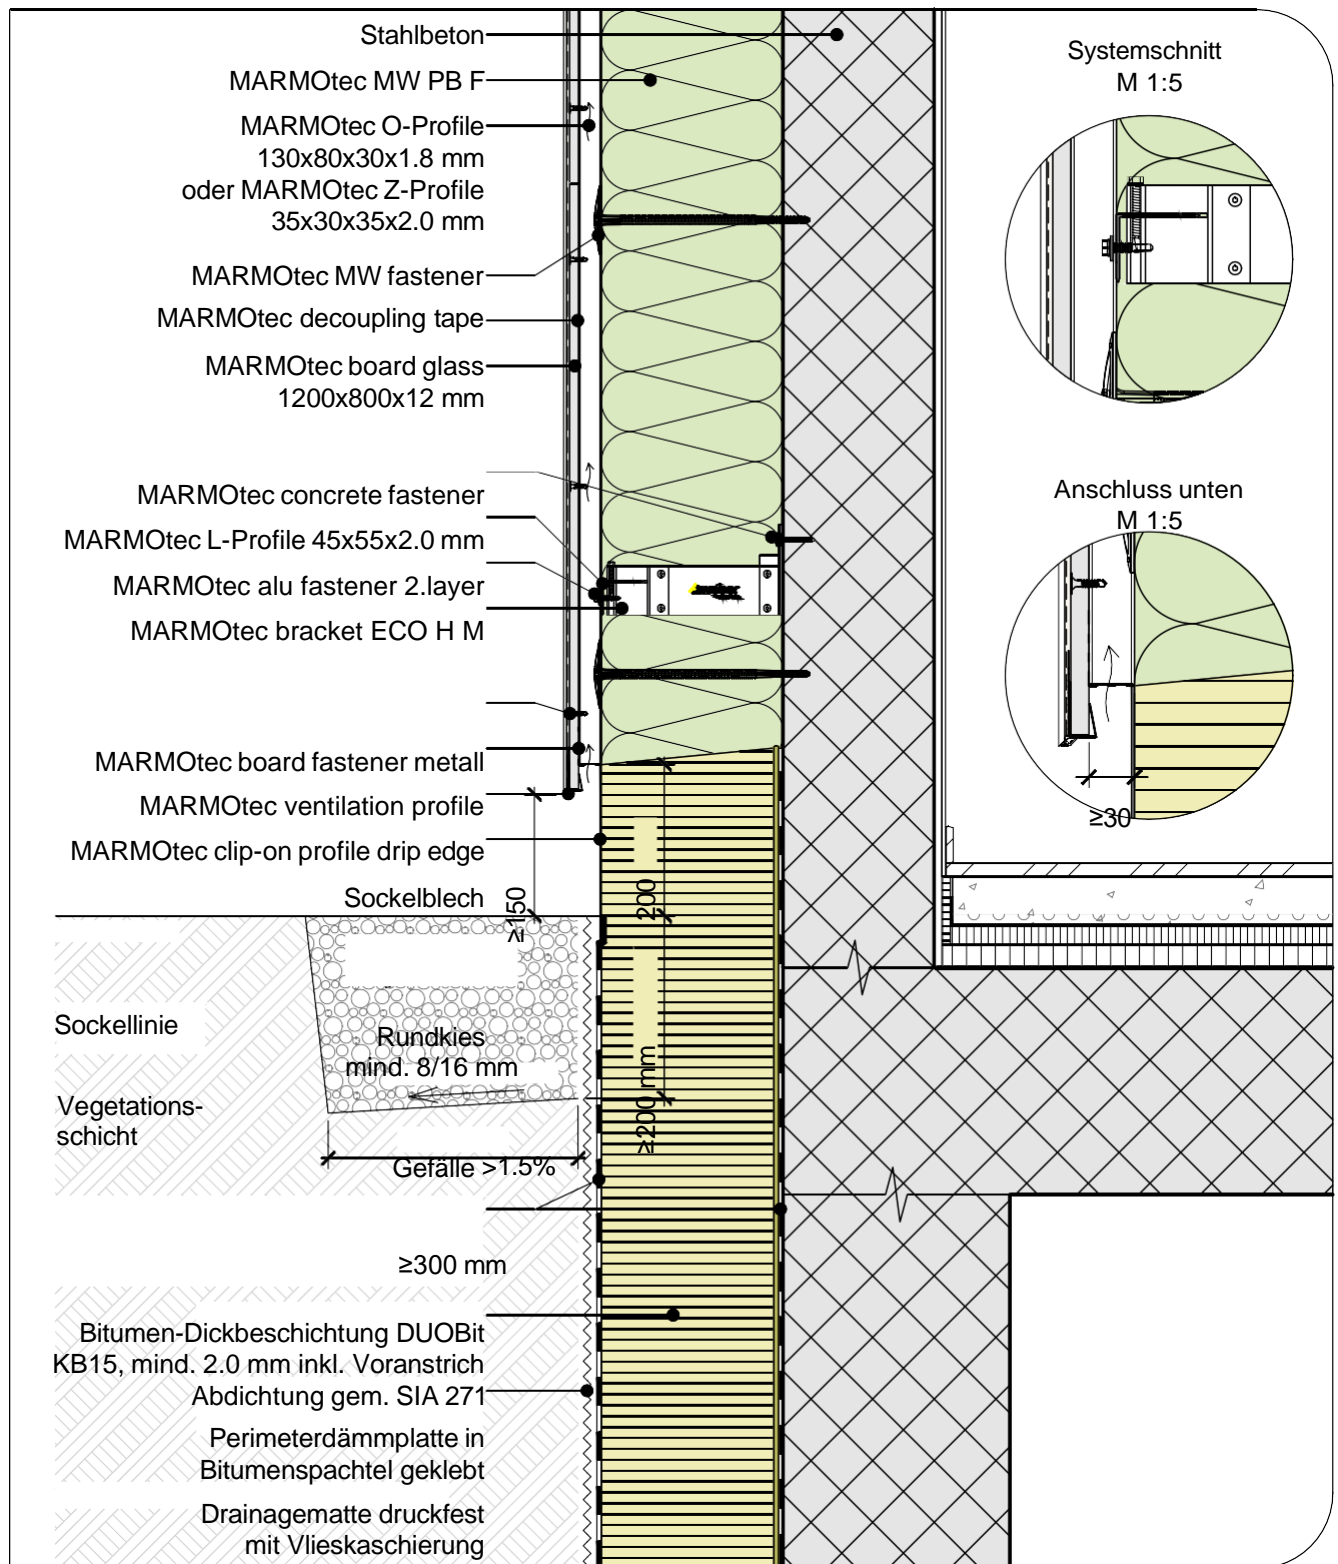 Stahlbeton
MARMOtec MW PB F
MARMOtec O-Profile
130x80x30x1.8 mm
oder MARMOtec Z-Profile
35x30x35x2.0 mm
MARMOtec MW fastener
MARMOtec decoupling tape
MARMOtec board glass
1200x800x12 mm
MARMOtec concrete fastener
MARMOtec L-Profile 45x55x2.0 mm
MARMOtec alu fastener 2.layer
MARMOtec bracket ECO H M
MARMOtec board fastener metall
MARMOtec ventilation profile
MARMOtec clip-on profile drip edge
Sockelblech
≥150
200
≥200 mm
Sockellinie
Rundkies
mind. 8/16 mm
Vegetations-
schicht
Gefälle >1.5%
≥300 mm
Bitumen-Dickbeschichtung DUOBit
KB15, mind. 2.0 mm inkl. Voranstrich
Abdichtung gem. SIA 271
Perimeterdämmplatte in
Bitumenspachtel geklebt
Drainagematte druckfest
mit Vlieskaschierung
Systemschnitt
M 1:5
Anschluss unten
M 1:5
≥30